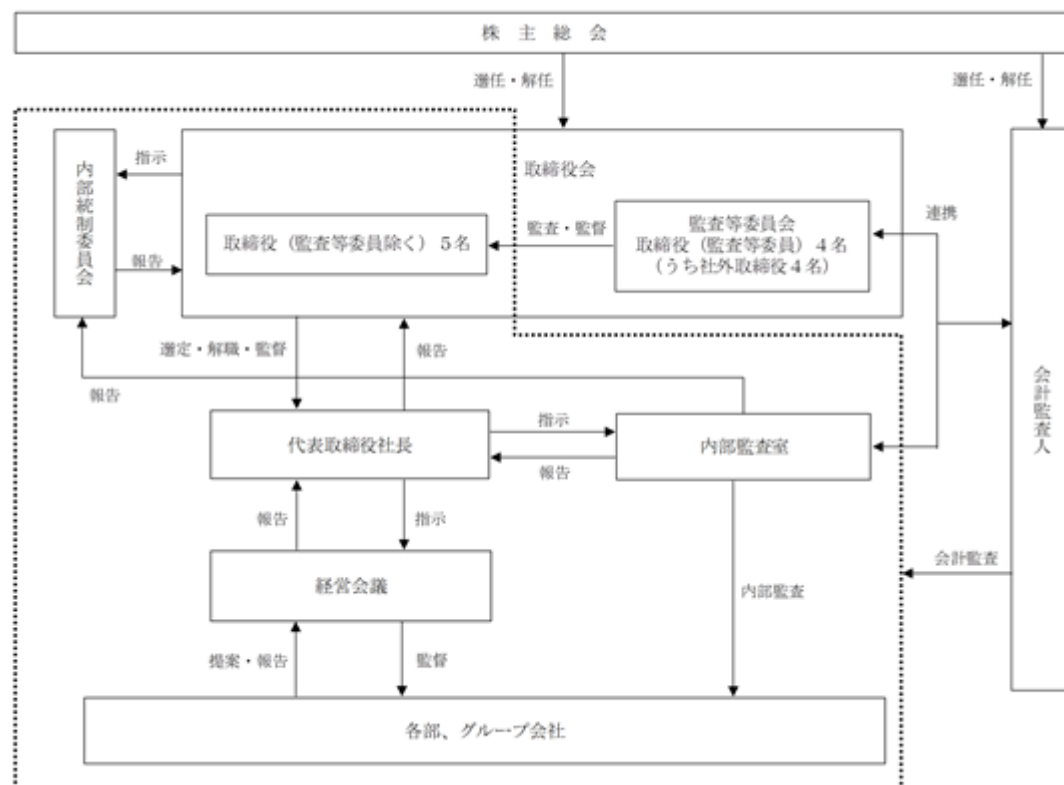 株 主 総 会
選任・解任
選任・解任
内部統制委員会
指示
報告
取締役会
取締役（監査等委員除く）５名
監査・監督
監査等委員会
取締役（監査等委員）４名
（うち社外取締役４名）
連携
会計監査人
選定・解職・監督
報告
報告
代表取締役社長
指示
報告
内部監査室
報告
指示
経営会議
内部監査
会計監査
提案・報告
監督
各部、グループ会社